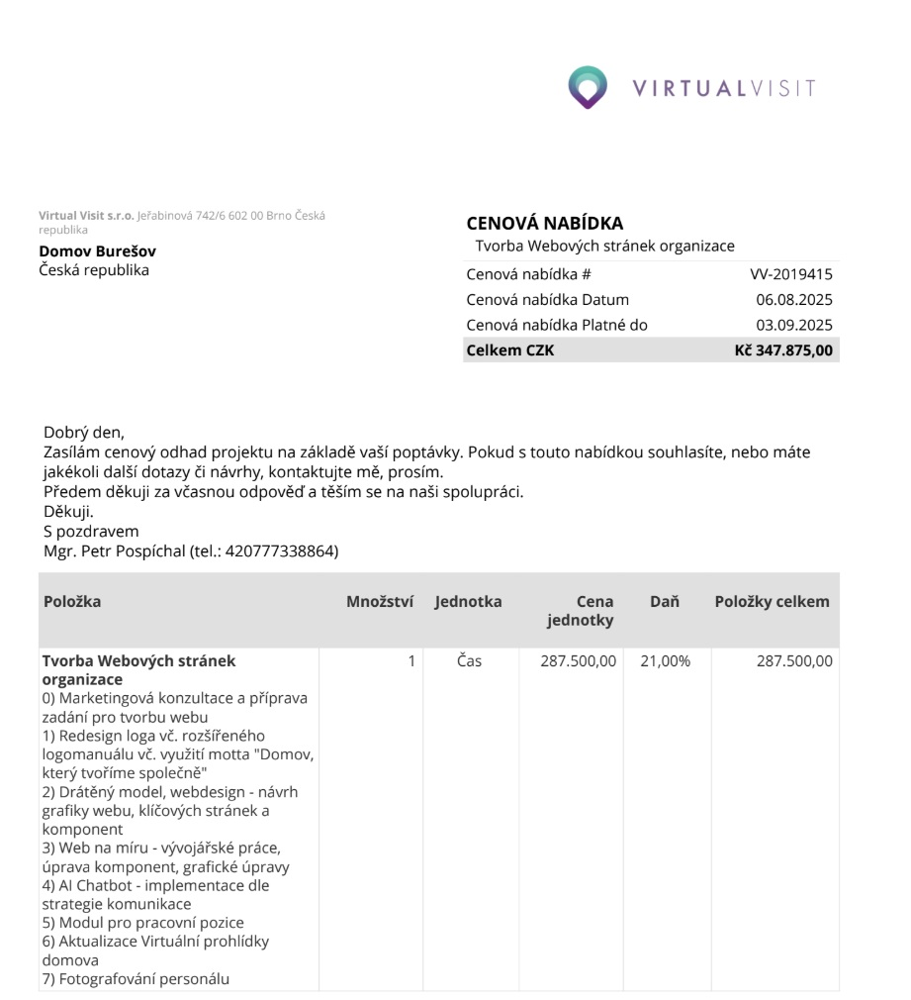 VIRTUALVISIT
Virtual Visit s.r.o. Jeřabinová 742/6 602 00 Brno Česká
republika
Domov Burešov
Česká republika
CENOVÁ NABÍDKA
Tvorba Webových stránek organizace
Cenová nabídka # VV-2019415
Cenová nabídka Datum 06.08.2025
Cenová nabídka Platné do 03.09.2025
Celkem CZK Kč 347.875,00
Dobrý den,
Zasílám cenový odhad projektu na základě vaší poptávky. Pokud s touto nabídkou souhlasíte, nebo máte
jakékoli další dotazy či návrhy, kontaktujte mě, prosím.
Předem děkuji za včasnou odpověď a těším se na naši spolupráci.
Děkuji.
S pozdravem
Mgr. Petr Pospíchal (tel.: 420777338864)
Položka Množství Jednotka Cena Daň Položky celkem
jednotky
Tvorba Webových stránek 1 Čas 287.500,00 21,00% 287.500,00
organizace
0) Marketingová konzultace a příprava
zadání pro tvorbu webu
1) Redesign loga vč. rozšířeného
logomanuálu vč. využití motta "Domov,
který tvoříme společně"
2) Drátěný model, webdesign - návrh
grafiky webu, klíčových stránek a
komponent
3) Web na míru - vývojářské práce,
úprava komponent, grafické úpravy
4) AI Chatbot - implementace dle
strategie komunikace
5) Modul pro pracovní pozice
6) Aktualizace Virtuální prohlídky
domova
7) Fotografování personálu